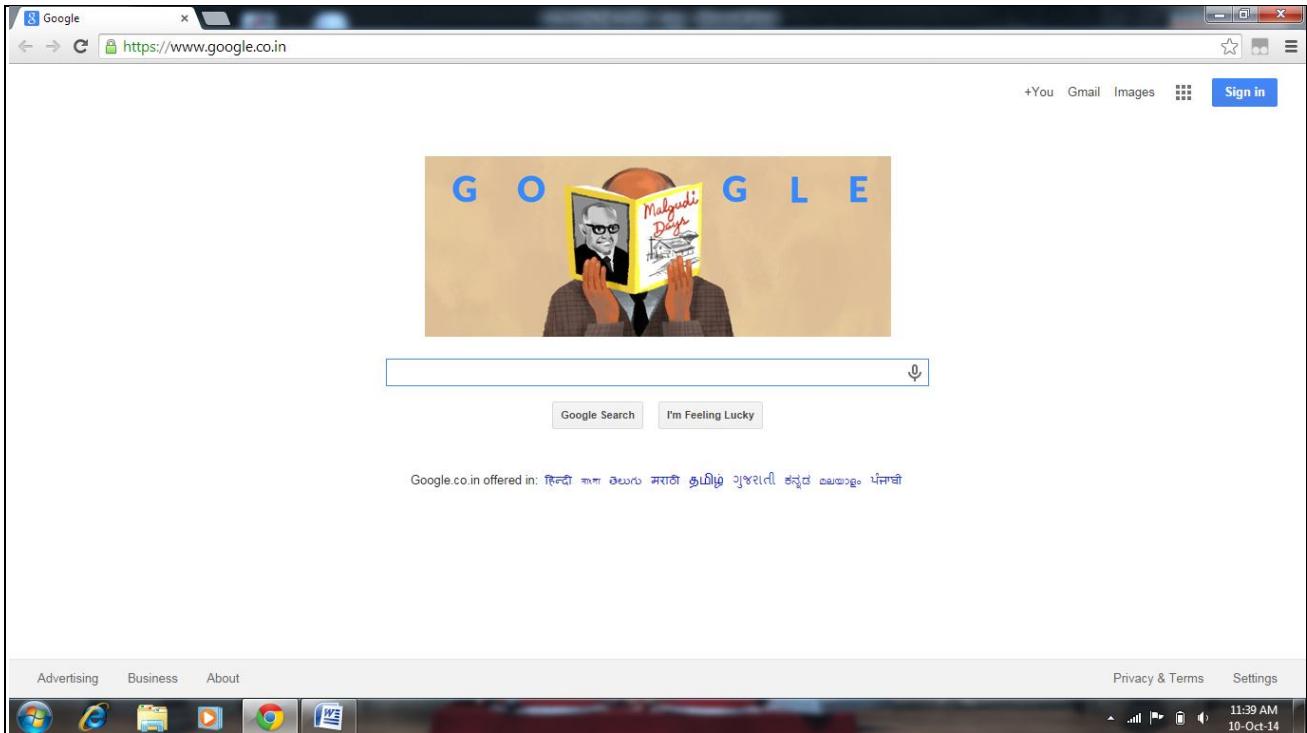 Google
https://www.google.co.in
+You Gmail Images Sign in
G O G L E
Malgudi
Days
Google Search I'm Feeling Lucky
Google.co.in offered in: हिन्दी বাংলা తెలుగు मराठी தமிழ் ગુજરાતી ಕನ್ನಡ മലയാളം ਪੰਜਾਬੀ
Advertising Business About Privacy & Terms Settings
11:39 AM
10-Oct-14